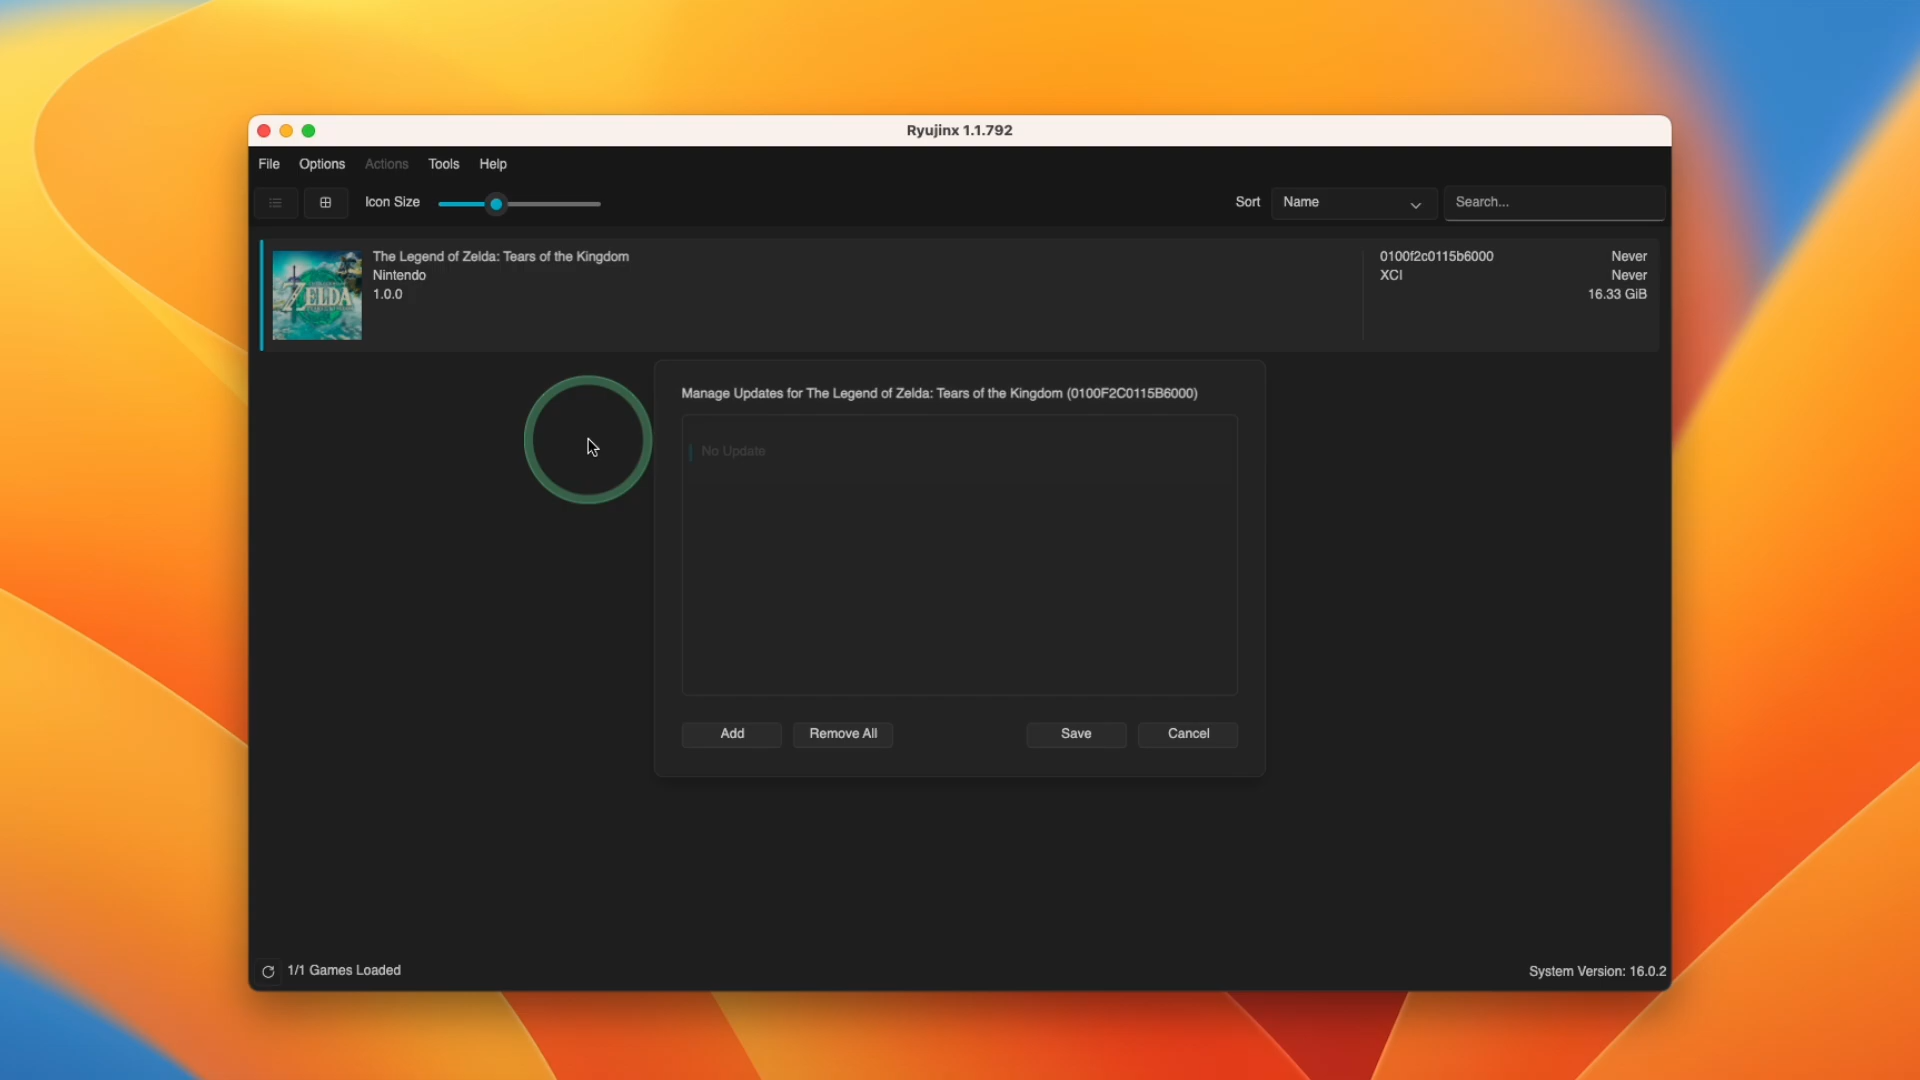 Ryujinx 1.1.792
File Options Actions Tools Help
Icon Size
Sort Name Search...
The Legend of Zelda: Tears of the Kingdom
Nintendo
1.0.0
0100f2c0115b6000 Never
XCI Never
16.33 GiB
ZELDA
Manage Updates for The Legend of Zelda: Tears of the Kingdom (0100F2C0115B6000)
No Update
Add Remove All Save Cancel
1/1 Games Loaded
System Version: 16.0.2